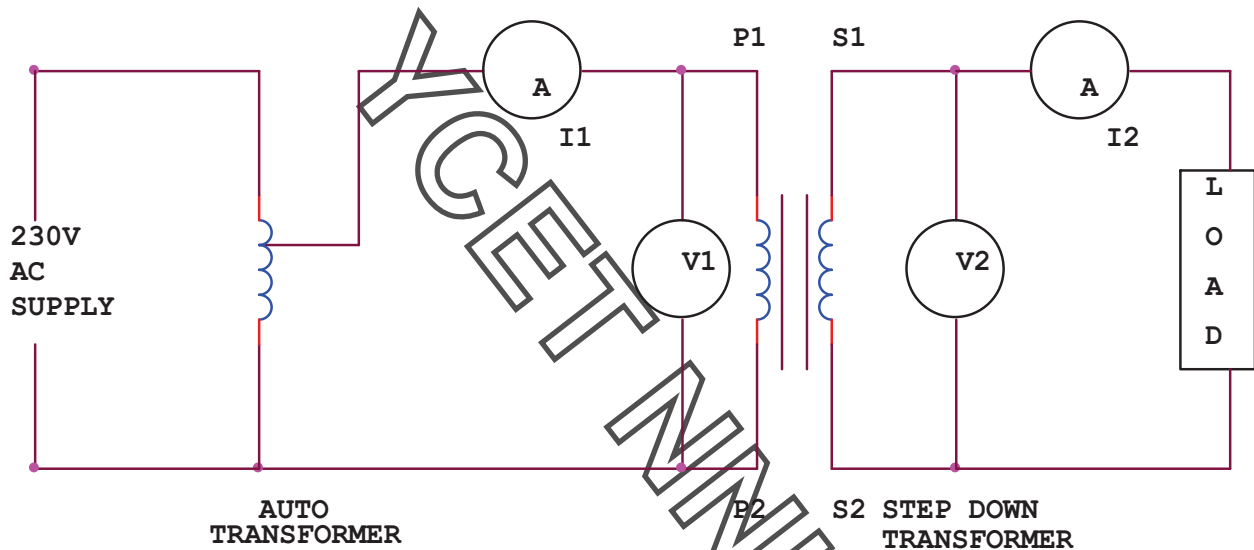 P1 S1
A A
I1 I2
230V
AC
SUPPLY
V1 V2
L
O
A
D
P2 S2 STEP DOWN
TRANSFORMER
AUTO
TRANSFORMER
YCET